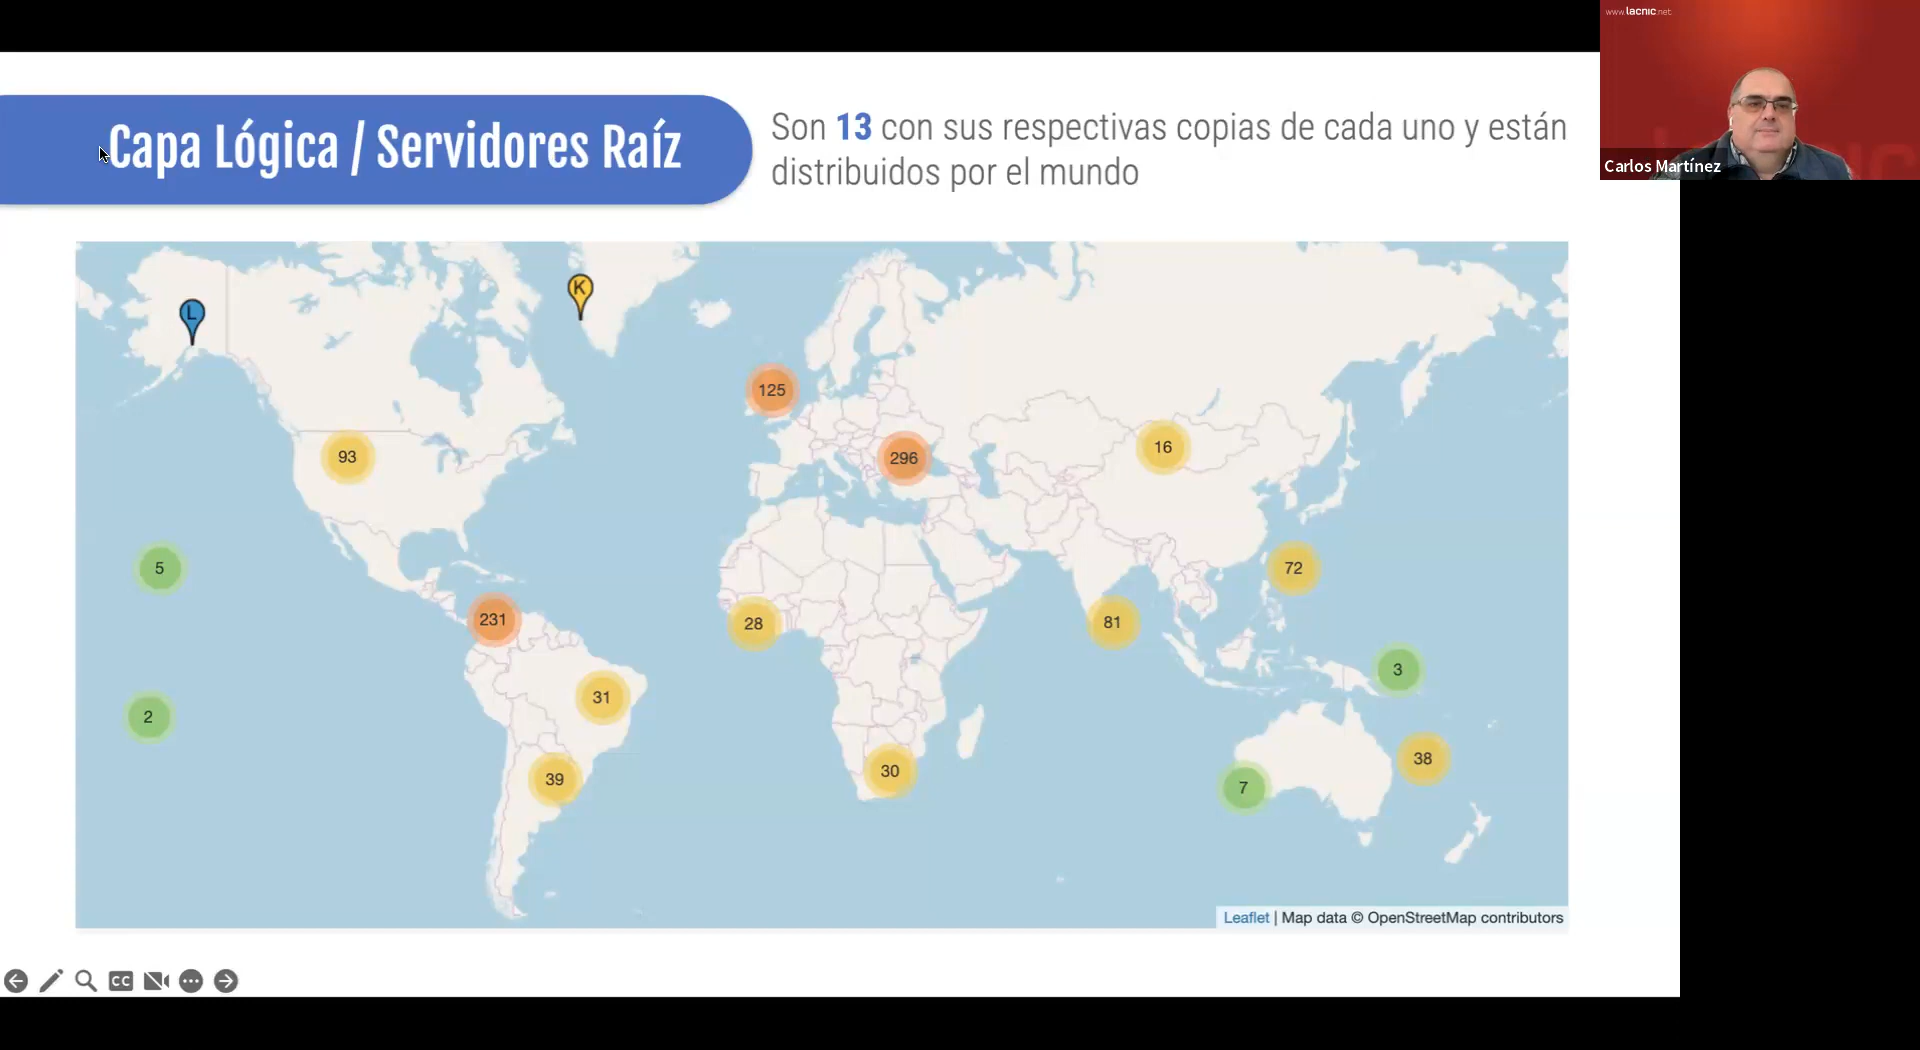 www.lacnic.net
Capa Lógica / Servidores Raíz
Son 13 con sus respectivas copias de cada uno y están
distribuidos por el mundo
Carlos Martínez
L
K
125
93
296
16
5
72
231
28
81
31
3
2
39
30
38
7
Leaflet | Map data © OpenStreetMap contributors
CC